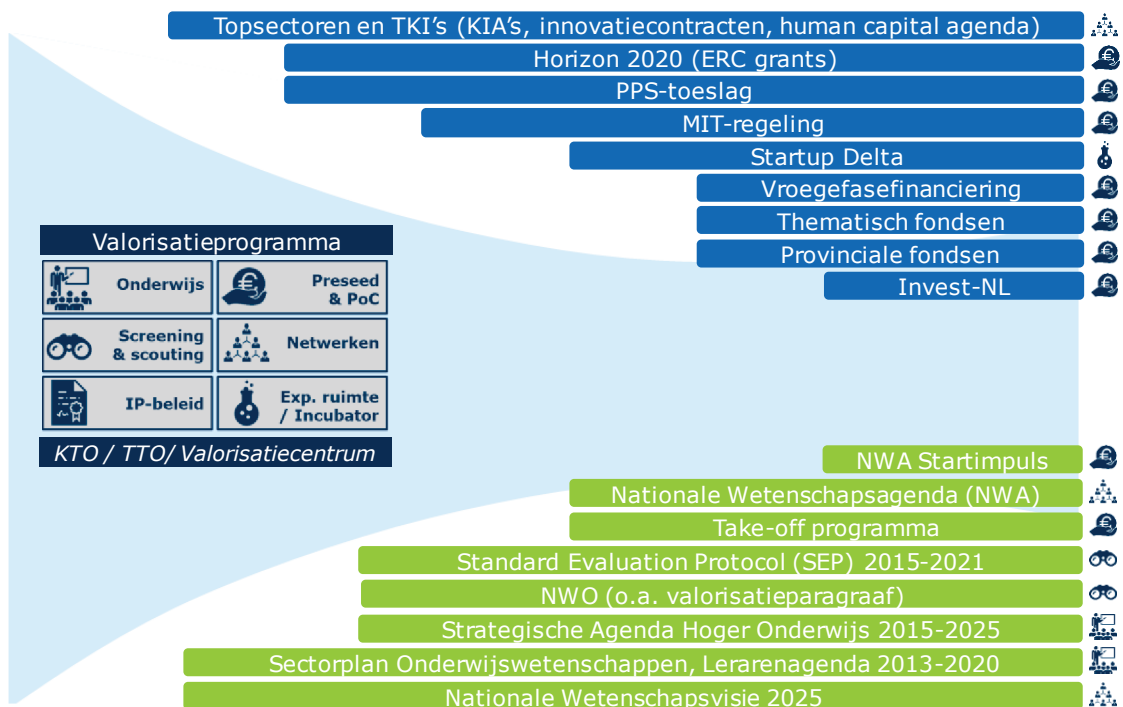 Topsectoren en TKI's (KIA's, innovatiecontracten, human capital agenda)
Horizon 2020 (ERC grants)
PPS-toeslag
MIT-regeling
Startup Delta
Vroegefasefinanciering
Thematisch fondsen
Provinciale fondsen
Invest-NL
Valorisatieprogramma
Onderwijs
Preseed
& PoC
Screening
& scouting
Netwerken
IP-beleid
Exp. ruimte
/ Incubator
KTO / TTO/ Valorisatiecentrum
NWA Startimpuls
Nationale Wetenschapsagenda (NWA)
Take-off programma
Standard Evaluation Protocol (SEP) 2015-2021
NWO (o.a. valorisatieparagraaf)
Strategische Agenda Hoger Onderwijs 2015-2025
Sectorplan Onderwijswetenschappen, Lerarenagenda 2013-2020
Nationale Wetenschapsvisie 2025